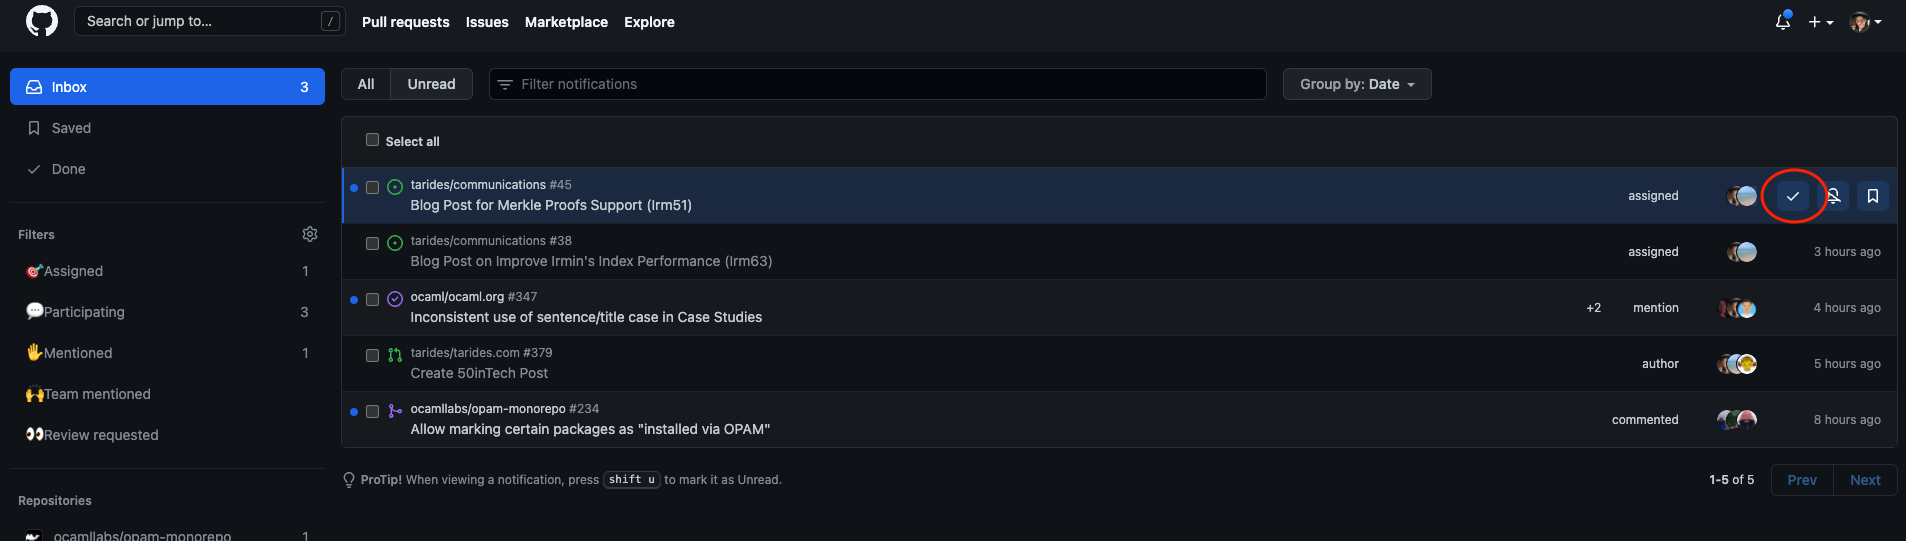 Search or jump to... /
Pull requests Issues Marketplace Explore
Inbox 3
Saved
Done
Filters
Assigned 1
Participating 3
Mentioned 1
Team mentioned
Review requested
Repositories
ocamllabs/opam-monorepo 1
All Unread Filter notifications Group by: Date
Select all
tarides/communications #45
Blog Post for Merkle Proofs Support (Irm51)
assigned
tarides/communications #38
Blog Post on Improve Irmin's Index Performance (Irm63)
assigned 3 hours ago
ocaml/ocaml.org #347
Inconsistent use of sentence/title case in Case Studies
+2 mention 4 hours ago
tarides/tarides.com #379
Create 50inTech Post
author 5 hours ago
ocamllabs/opam-monorepo #234
Allow marking certain packages as "installed via OPAM"
commented 8 hours ago
ProTip! When viewing a notification, press shift u to mark it as Unread.
1-5 of 5 Prev Next